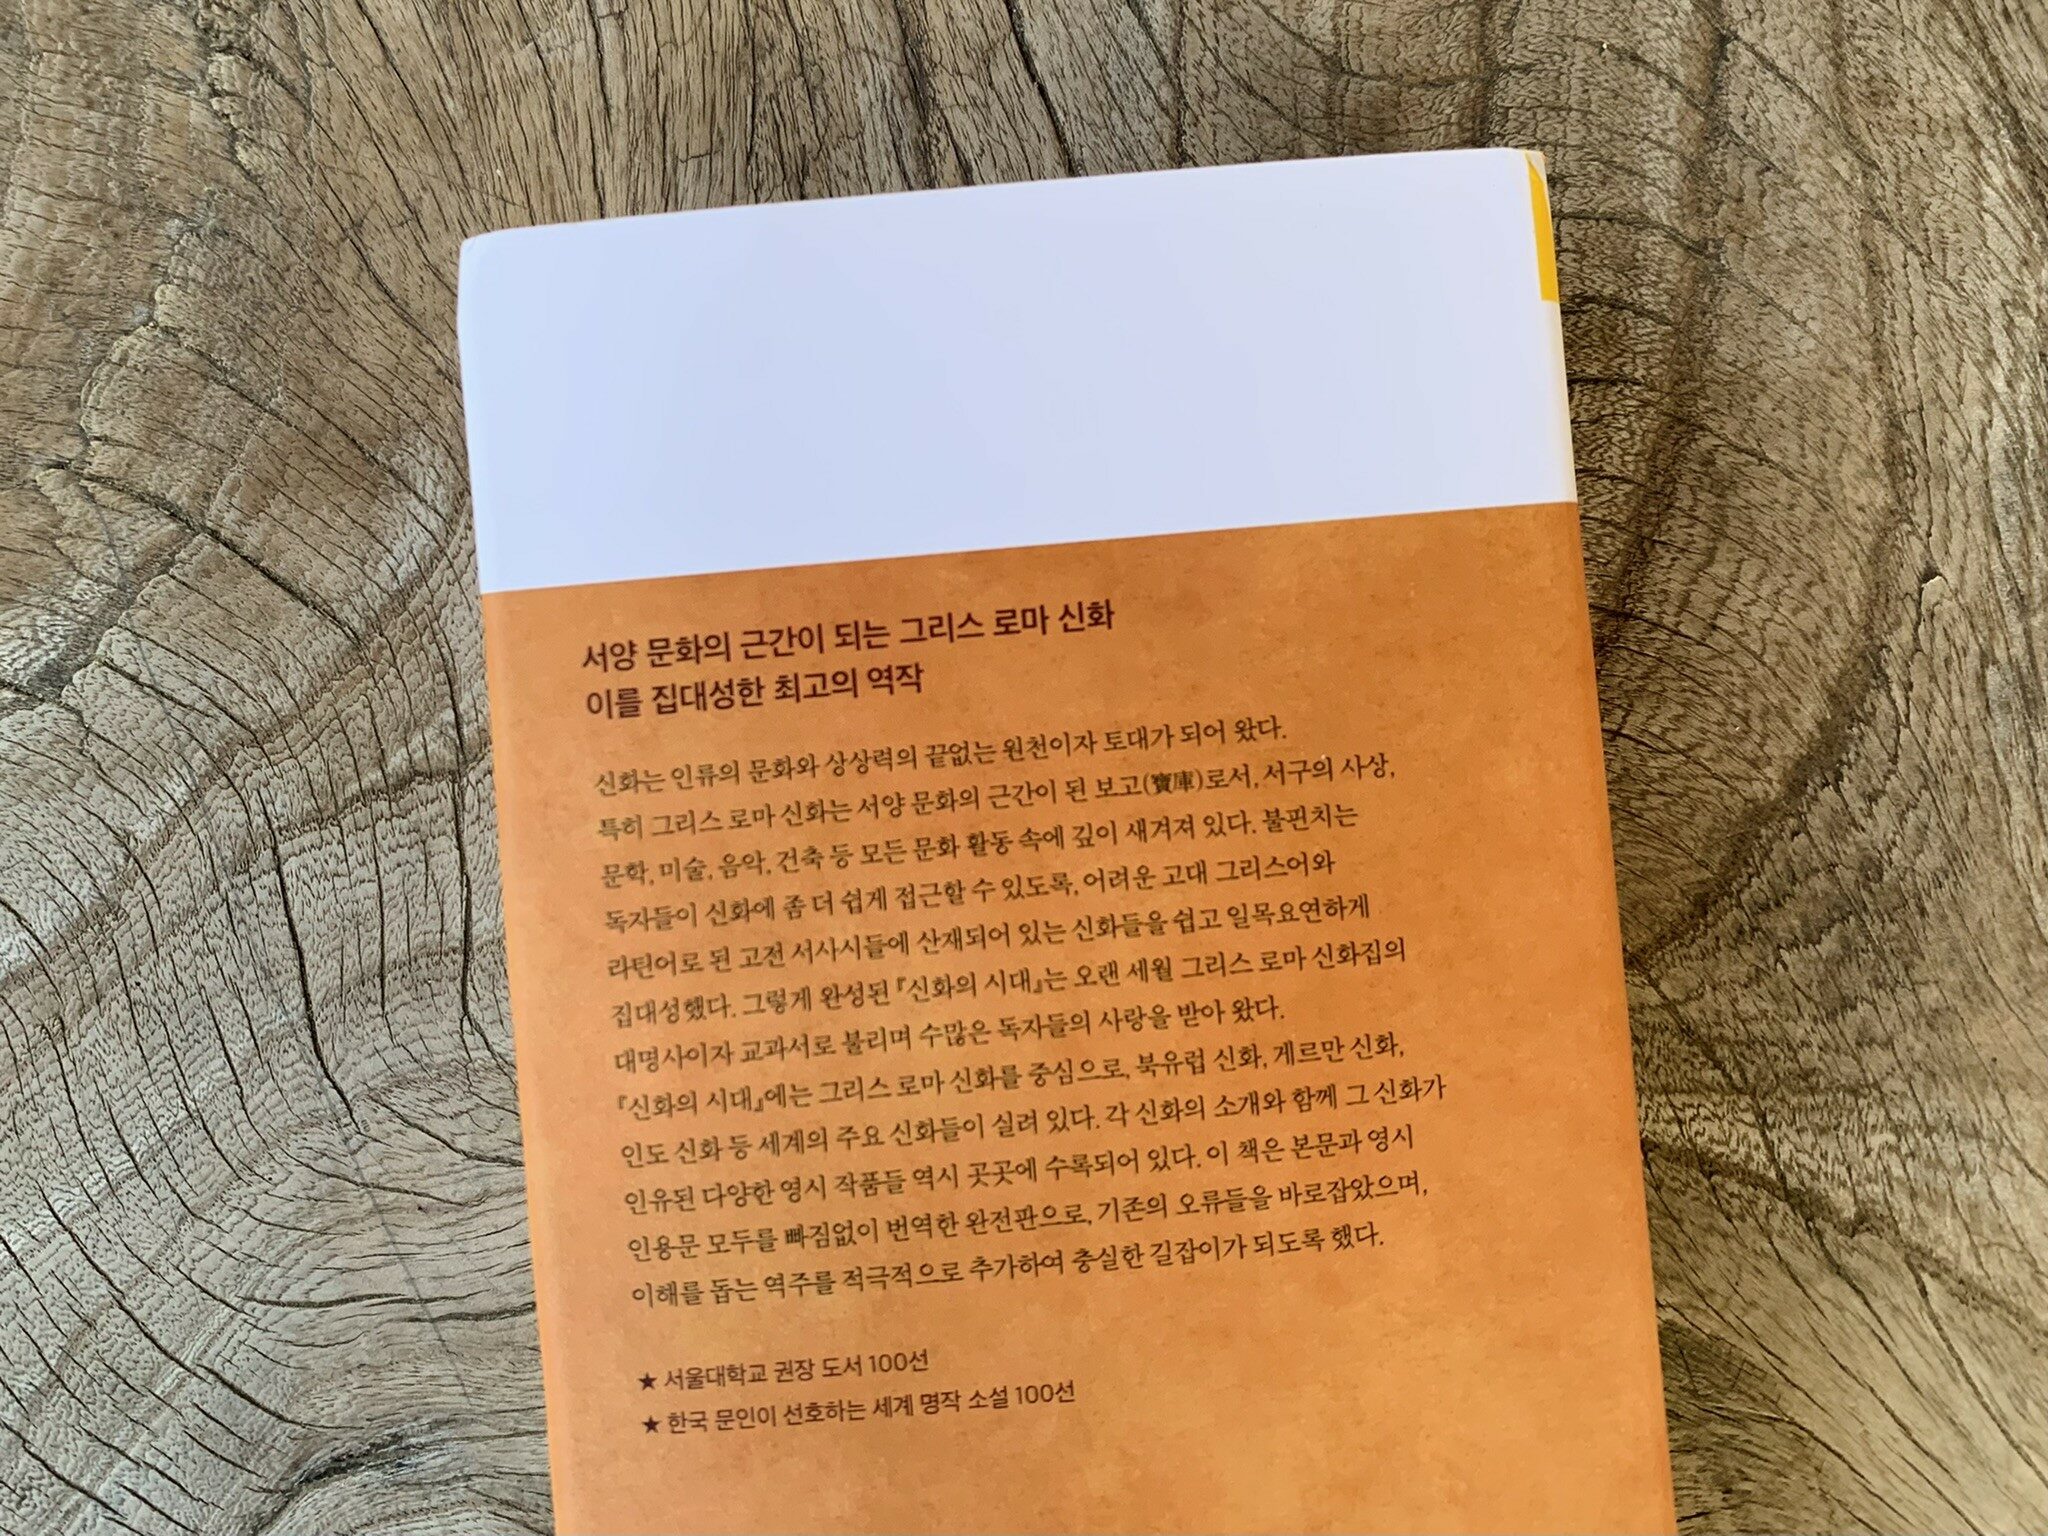 서양 문화의 근간이 되는 그리스 로마 신화
이를 집대성한 최고의 역작
신화는 인류의 문화와 상상력의 끝없는 원천이자 토대가 되어 왔다.
특히 그리스 로마 신화는 서양 문화의 근간이 된 보고(寶庫)로서, 서구의 사상,
문학, 미술, 음악, 건축 등 모든 문화 활동 속에 깊이 새겨져 있다. 불핀치는
독자들이 신화에 좀 더 쉽게 접근할 수 있도록, 어려운 고대 그리스어와
라틴어로 된 고전 서사시들에 산재되어 있는 신화들을 쉽고 일목요연하게
집대성했다. 그렇게 완성된 『신화의 시대』는 오랜 세월 그리스 로마 신화집의
대명사이자 교과서로 불리며 수많은 독자들의 사랑을 받아 왔다.
『신화의 시대』에는 그리스 로마 신화를 중심으로, 북유럽 신화, 게르만 신화,
인도 신화 등 세계의 주요 신화들이 실려 있다. 각 신화의 소개와 함께 그 신화가
인유된 다양한 영시 작품들 역시 곳곳에 수록되어 있다. 이 책은 본문과 영시
인용문 모두를 빠짐없이 번역한 완전판으로, 기존의 오류들을 바로잡았으며,
이해를 돕는 역주를 적극적으로 추가하여 충실한 길잡이가 되도록 했다.
★ 서울대학교 권장 도서 100선
★ 한국 문인이 선호하는 세계 명작 소설 100선